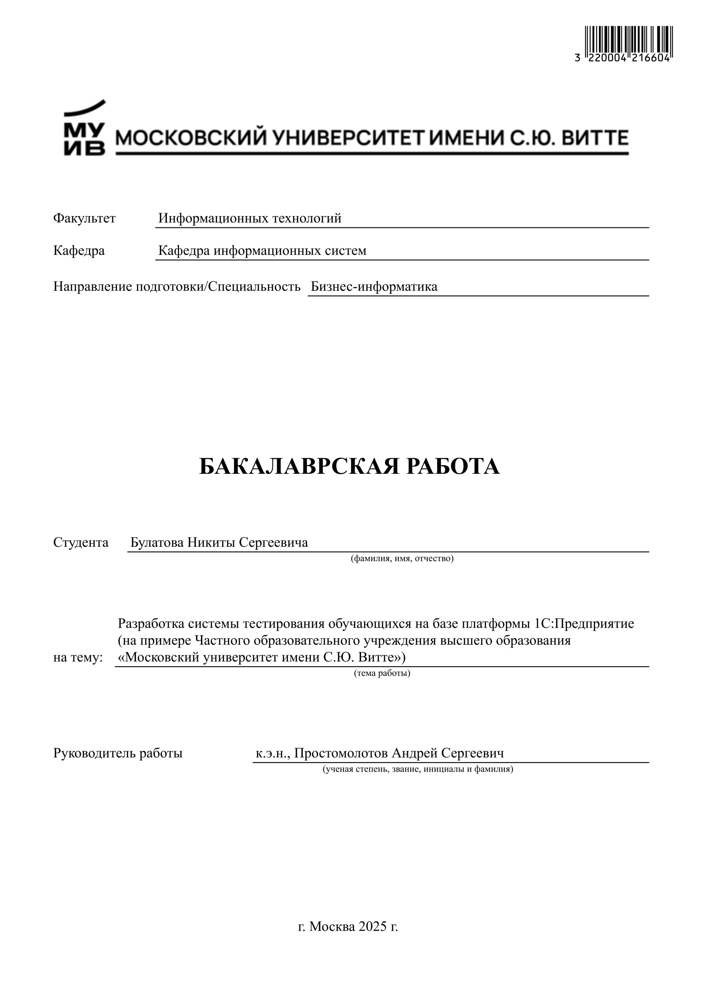 3 220004 216604
МУ
ИВ
МОСКОВСКИЙ УНИВЕРСИТЕТ ИМЕНИ С.Ю. ВИТТЕ
Факультет Информационных технологий
Кафедра Кафедра информационных систем
Направление подготовки/Специальность Бизнес-информатика
БАКАЛАВРСКАЯ РАБОТА
Студента Булатова Никиты Сергеевича
(фамилия, имя, отчество)
Разработка системы тестирования обучающихся на базе платформы 1С:Предприятие
(на примере Частного образовательного учреждения высшего образования
на тему: «Московский университет имени С.Ю. Витте»)
(тема работы)
Руководитель работы к.э.н., Простомолотов Андрей Сергеевич
(ученая степень, звание, инициалы и фамилия)
г. Москва 2025 г.